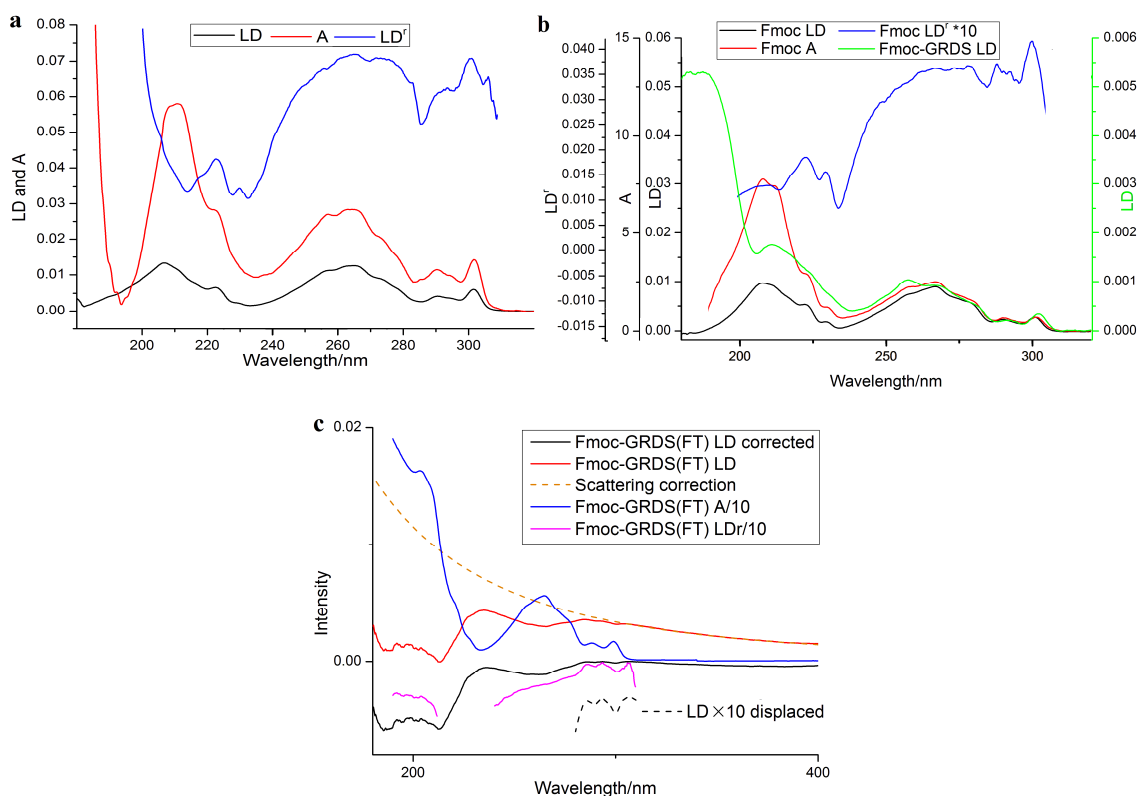 a
LD A LDʳ
0.08
0.07
0.06
0.05
0.04
0.03
0.02
0.01
0.00
LD and A
200 220 240 260 280 300
Wavelength/nm
b
Fmoc LD Fmoc LDʳ *10
Fmoc A Fmoc-GRDS LD
0.040
0.035
0.030
0.025
0.020
0.015
0.010
0.005
0.000
-0.005
-0.010
-0.015
LDʳ
15
10
5
0
A
0.06
0.05
0.04
0.03
0.02
0.01
0.00
LD
0.006
0.005
0.004
0.003
0.002
0.001
0.000
LD
200 250 300
Wavelength/nm
c
Fmoc-GRDS(FT) LD corrected
Fmoc-GRDS(FT) LD
Scattering correction
Fmoc-GRDS(FT) A/10
Fmoc-GRDS(FT) LDr/10
0.02
0.00
Intensity
LD×10 displaced
200 400
Wavelength/nm